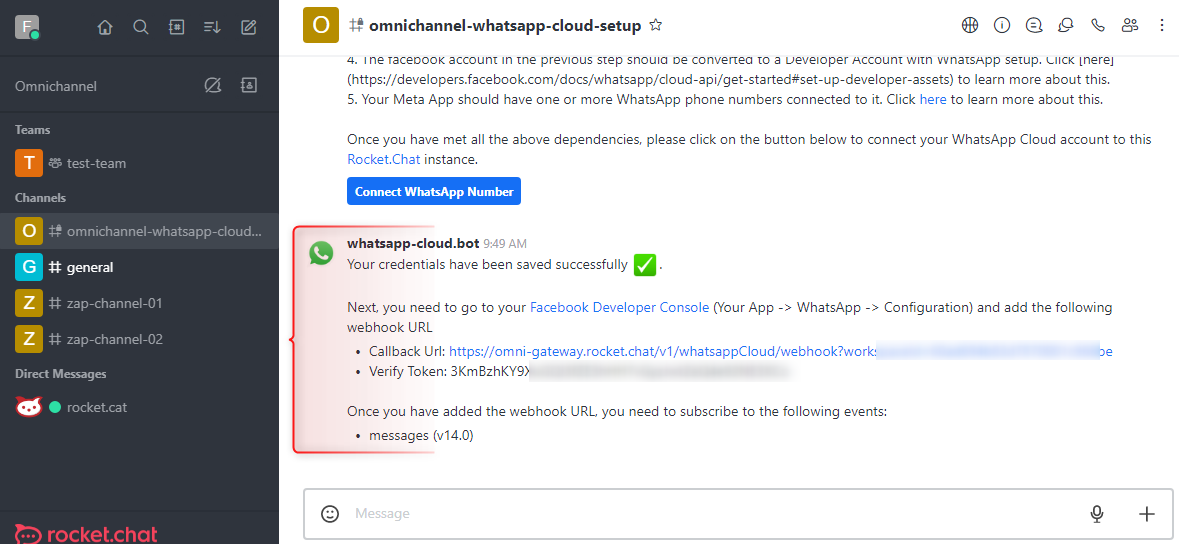 F
O omnichannel-whatsapp-cloud-setup
Omnichannel
Teams
T test-team
Channels
O omnichannel-whatsapp-cloud...
G general
Z zap-channel-01
Z zap-channel-02
Direct Messages
rocket.cat
rocket.chat
4. The facebook account in the previous step should be converted to a Developer Account with WhatsApp setup. Click [here]
(https://developers.facebook.com/docs/whatsapp/cloud-api/get-started#set-up-developer-assets) to learn more about this.
5. Your Meta App should have one or more WhatsApp phone numbers connected to it. Click here to learn more about this.
Once you have met all the above dependencies, please click on the button below to connect your WhatsApp Cloud account to this
Rocket.Chat instance.
Connect WhatsApp Number
whatsapp-cloud.bot 9:49 AM
Your credentials have been saved successfully ✅ .
Next, you need to go to your Facebook Developer Console (Your App -> WhatsApp -> Configuration) and add the following
webhook URL
• Callback Url: https://omni-gateway.rocket.chat/v1/whatsappCloud/webhook?works
• Verify Token: 3KmBzhKY9X
Once you have added the webhook URL, you need to subscribe to the following events:
• messages (v14.0)
Message